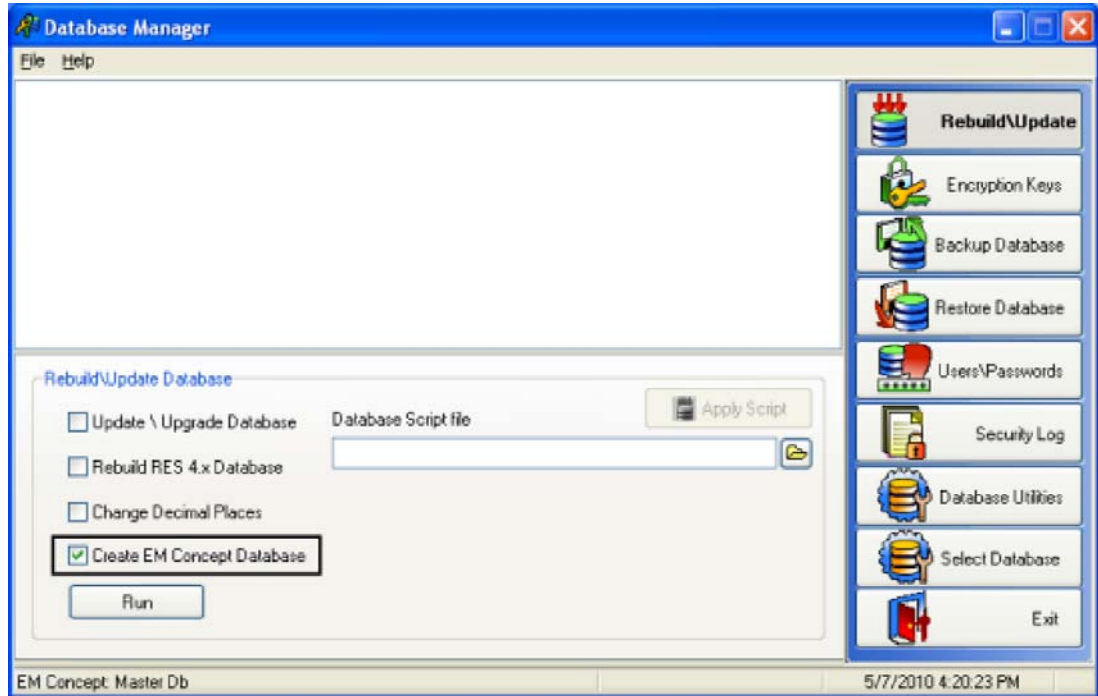 Database Manager
File Help
Rebuild\Update
Encryption Keys
Backup Database
Restore Database
Users\Passwords
Security Log
Database Utilities
Select Database
Exit
Rebuild\Update Database
Update \ Upgrade Database
Rebuild RES 4.x Database
Change Decimal Places
Create EM Concept Database
Run
Database Script file
Apply Script
EM Concept: Master Db
5/7/2010 4:20:23 PM